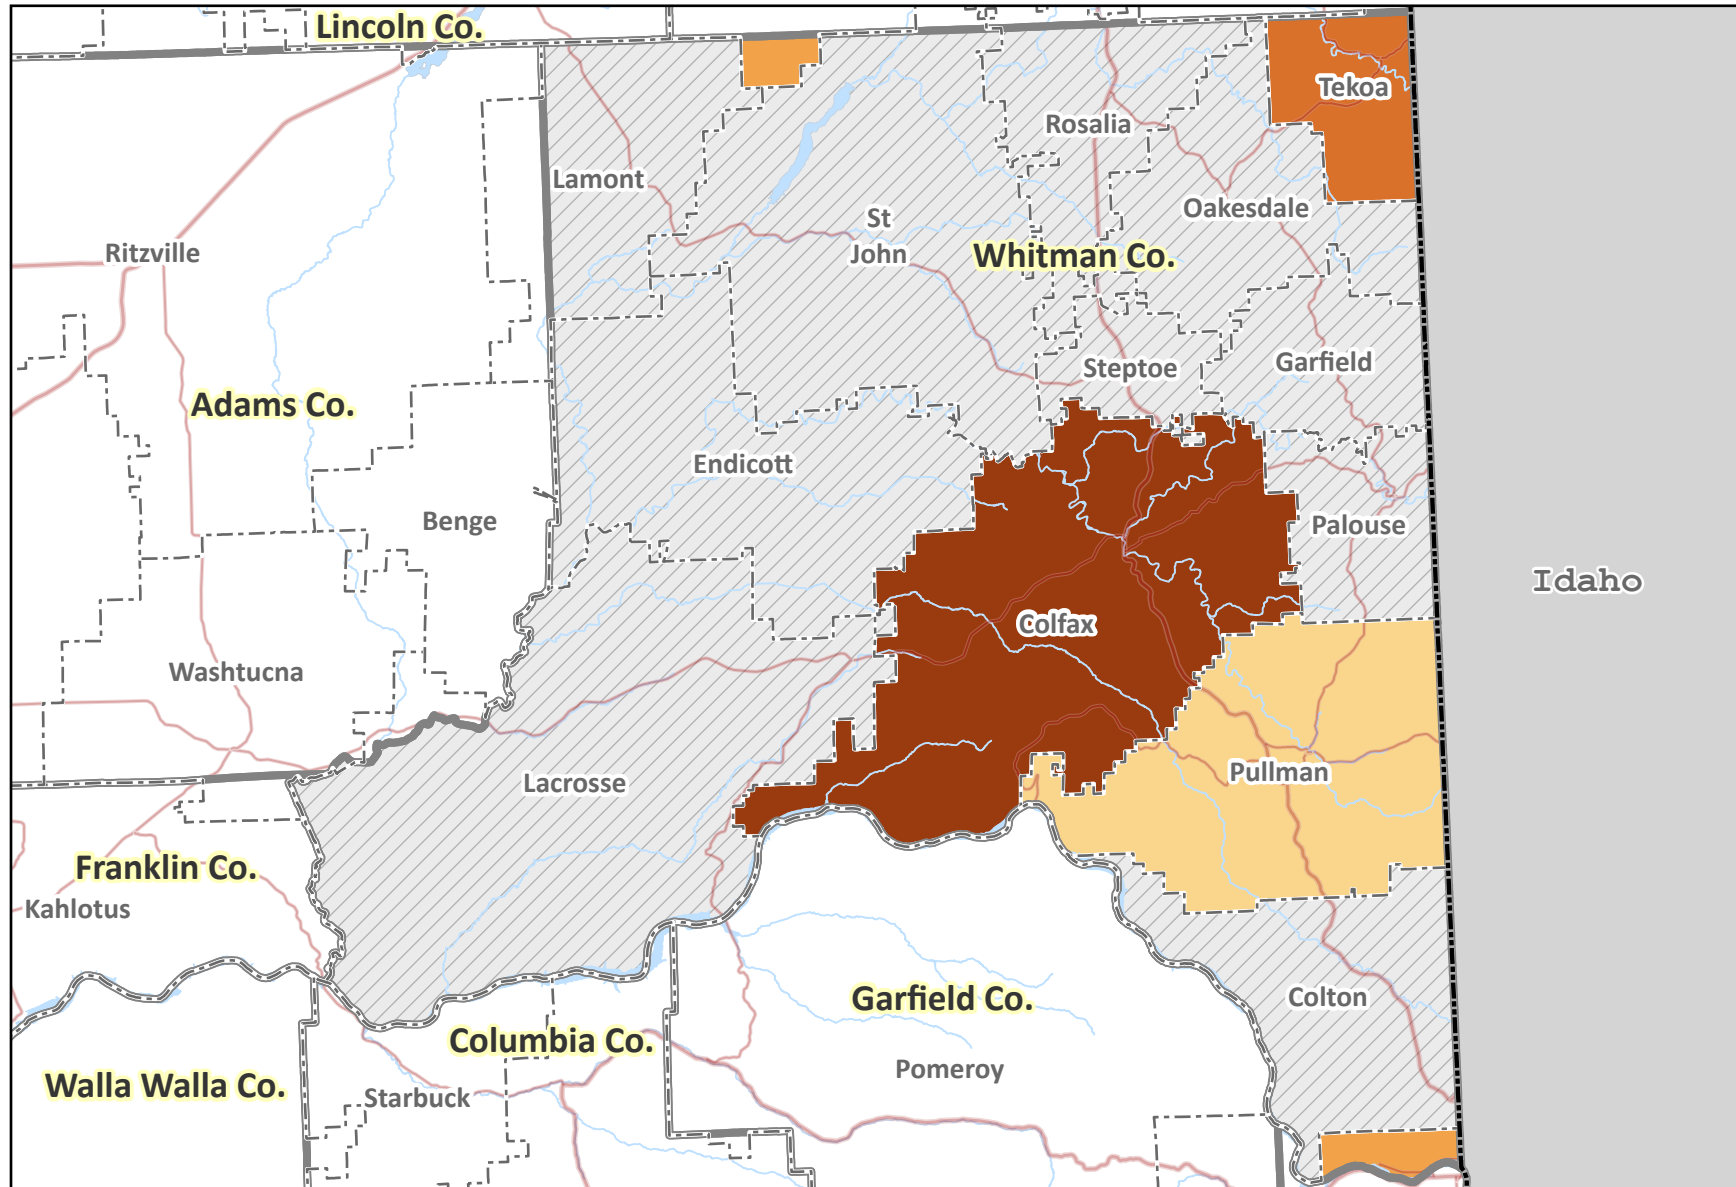 Lincoln Co.
Tekoa
Rosalia
Lamont
Oakesdale
St
John
Ritzville
Whitman Co.
Steptoe
Garfield
Adams Co.
Endicott
Benge
Palouse
Idaho
Colfax
Washtucna
Pullman
Lacrosse
Franklin Co.
Kahlotus
Colton
Garfield Co.
Columbia Co.
Pomeroy
Walla Walla Co.
Starbuck